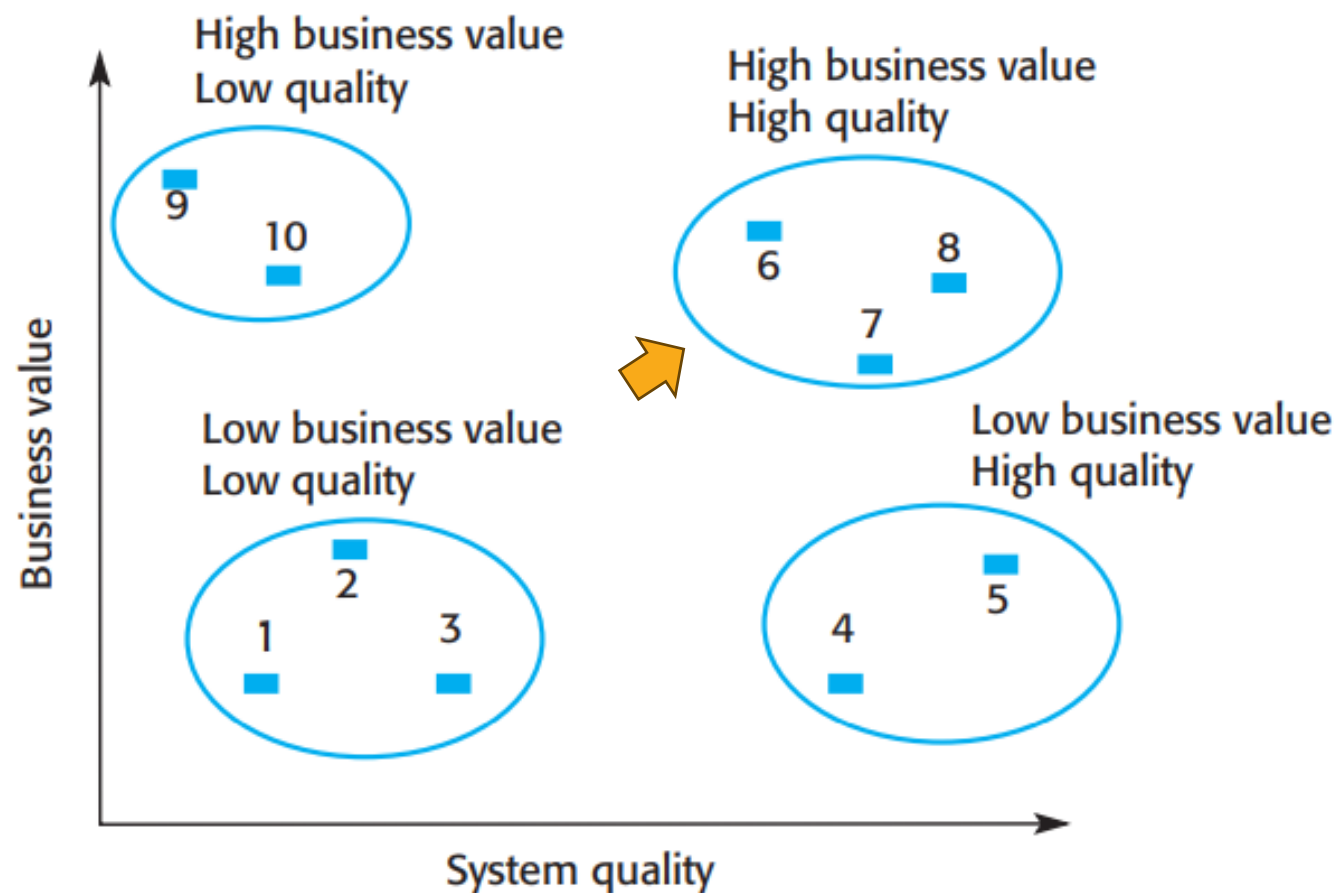 High business value
Low quality
High business value
High quality
9
10
6
8
7
Business value
Low business value
Low quality
Low business value
High quality
2
1
3
5
4
System quality